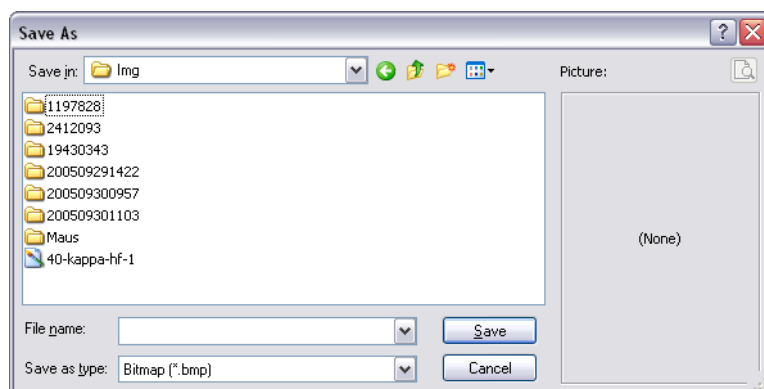 Save As
Save in: Img
Picture:
1197828
2412093
19430343
200509291422
200509300957
200509301103
Maus
40-kappa-hf-1
(None)
File name:
Save
Save as type: Bitmap (*.bmp)
Cancel